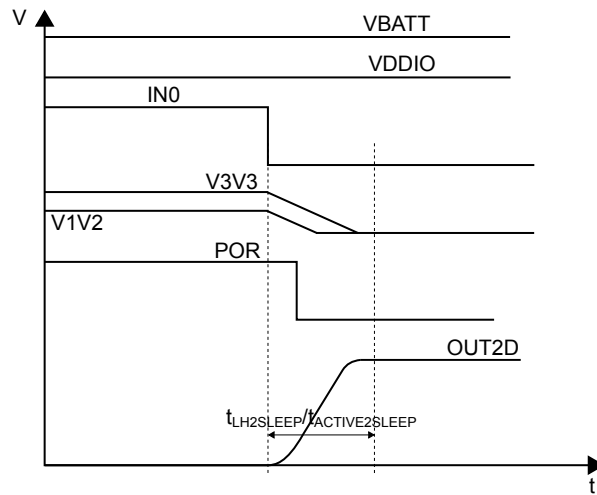 V
VBATT
VDDIO
IN0
V3V3
V1V2
POR
OUT2D
tLH2SLEEP/tACTIVE2SLEEP
t